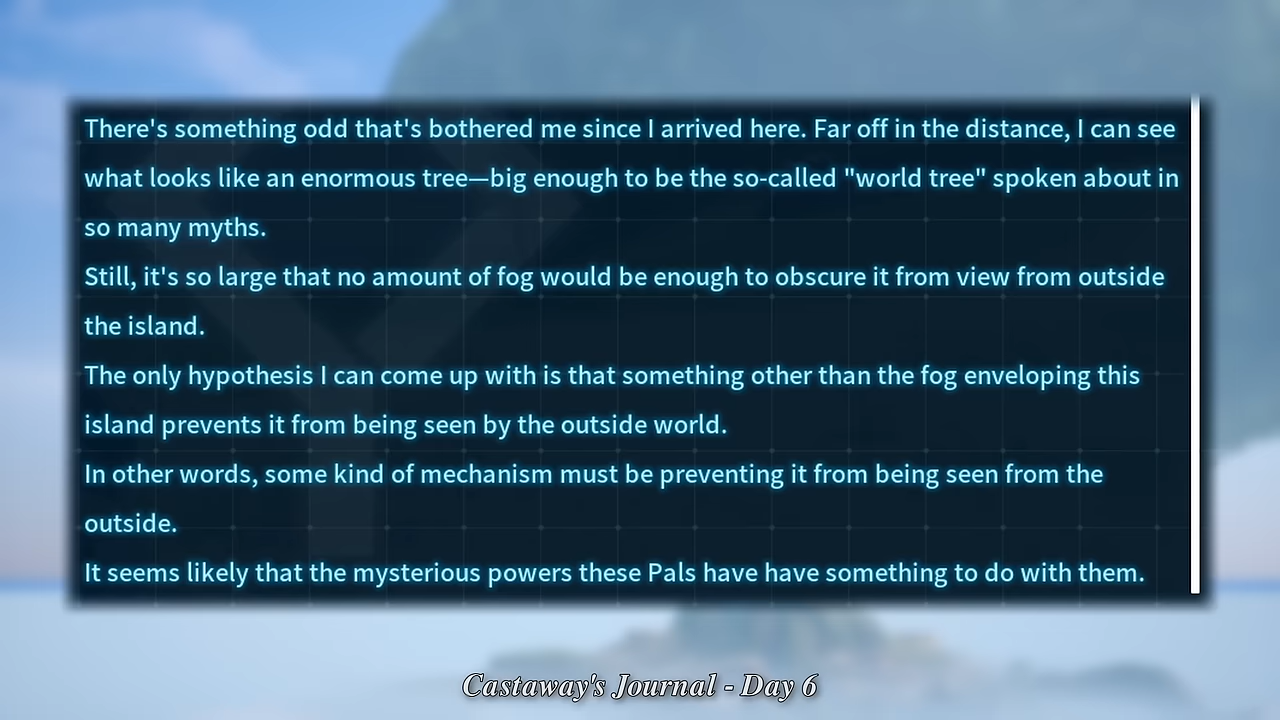 There's something odd that's bothered me since I arrived here. Far off in the distance, I can see
what looks like an enormous tree—big enough to be the so-called "world tree" spoken about in
so many myths.
Still, it's so large that no amount of fog would be enough to obscure it from view from outside
the island.
The only hypothesis I can come up with is that something other than the fog enveloping this
island prevents it from being seen by the outside world.
In other words, some kind of mechanism must be preventing it from being seen from the
outside.
It seems likely that the mysterious powers these Pals have have something to do with them.
Castaway's Journal - Day 6